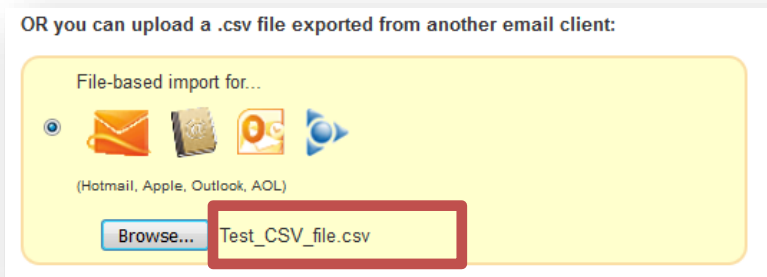 OR you can upload a .csv file exported from another email client:
File-based import for...
(Hotmail, Apple, Outlook, AOL)
Browse... Test_CSV_file.csv